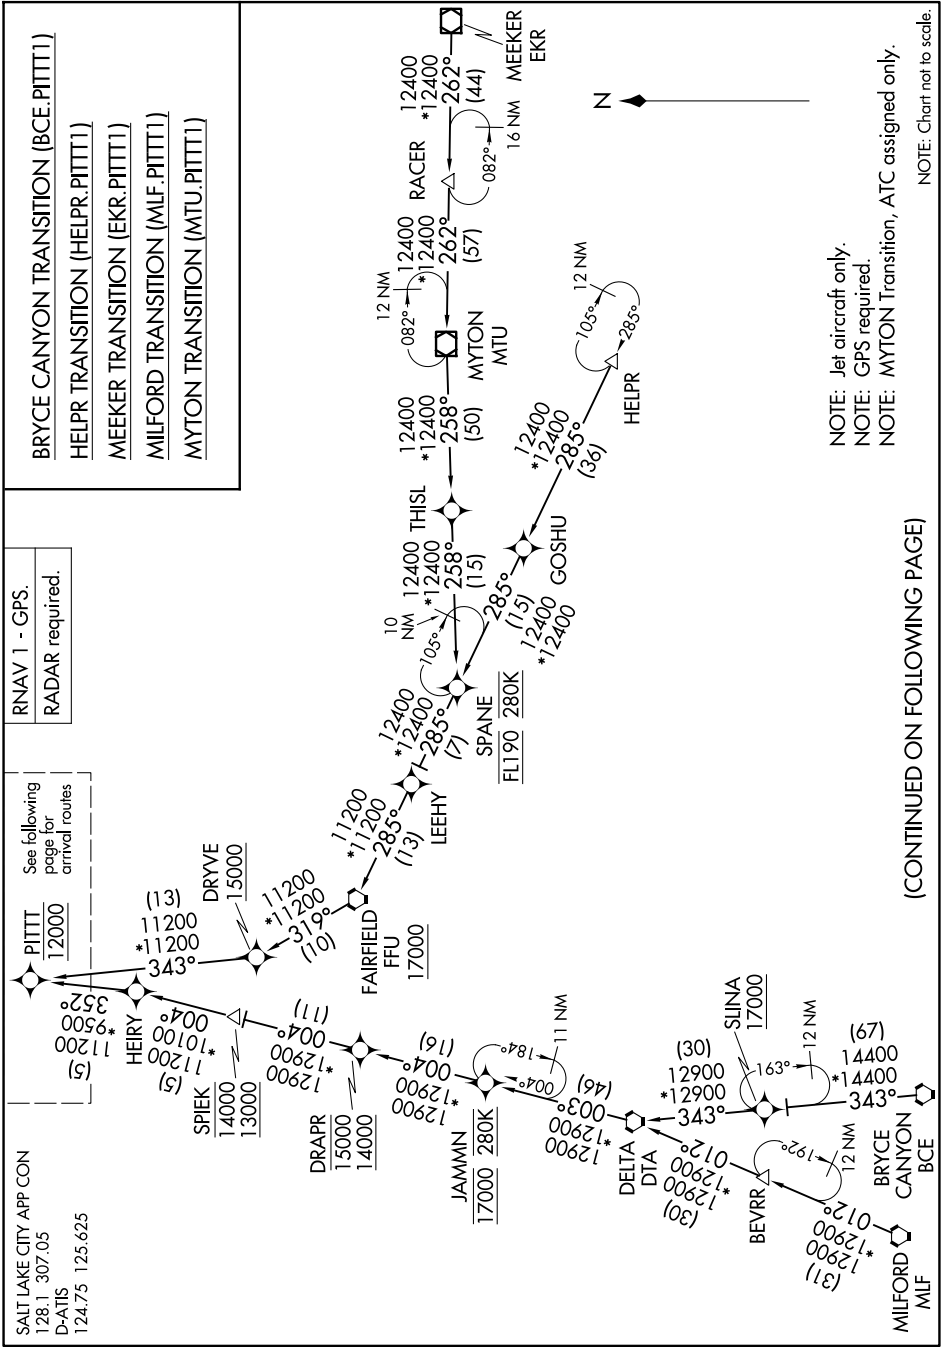 SALT LAKE CITY APP CON
128.1 307.05
D-ATIS
124.75 125.625
RNAV 1 - GPS.
RADAR required.
BRYCE CANYON TRANSITION (BCE.PITTT1)
HELPR TRANSITION (HELPR.PITTT1)
MEEKER TRANSITION (EKR.PITTT1)
MILFORD TRANSITION (MLF.PITTT1)
MYTON TRANSITION (MTU.PITTT1)
See following
page for
arrival routes
PITTT
12000
(13)
11200
*11200
343°
DRYVE
15000
11200
*11200
319°
(10)
FAIRFIELD
FFU
17000
11200
*11200
285°
(13)
LEEHY
12400
*12400
285°
(7)
SPANE
FL190 280K
105°
10
NM
12400
*12400
258°
(15)
THISL
12400
*12400
258°
(50)
MYTON
MTU
082°
12 NM
12400
*12400
262°
(57)
RACER
082°
16 NM
12400
*12400
262°
(44)
MEEKER
EKR
285°
(15)
12400
*12400
GOSHU
12400
*12400
285°
(36)
HELPR
105°
285°
12 NM
N
352°
*9500
11200
(5)
HEIRY
004°
*10100
11200
(5)
SPIEK
14000
13000
(11)
004°
*12900
12900
DRAPR
15000
14000
(16)
004°
*12900
12900
JAMMN
17000 280K
184°
004°
11 NM
(46)
003°
*12900
12900
DELTA
DTA
(30)
12900
*12900
343°
SLINA
17000
163°
12 NM
(67)
14400
*14400
343°
BRYCE
CANYON
BCE
012°
*12900
12900
(30)
BEVRR
192°
12 NM
012°
*12900
12900
(31)
MILFORD
MLF
NOTE: Jet aircraft only.
NOTE: GPS required.
NOTE: MYTON Transition, ATC assigned only.
NOTE: Chart not to scale.
(CONTINUED ON FOLLOWING PAGE)